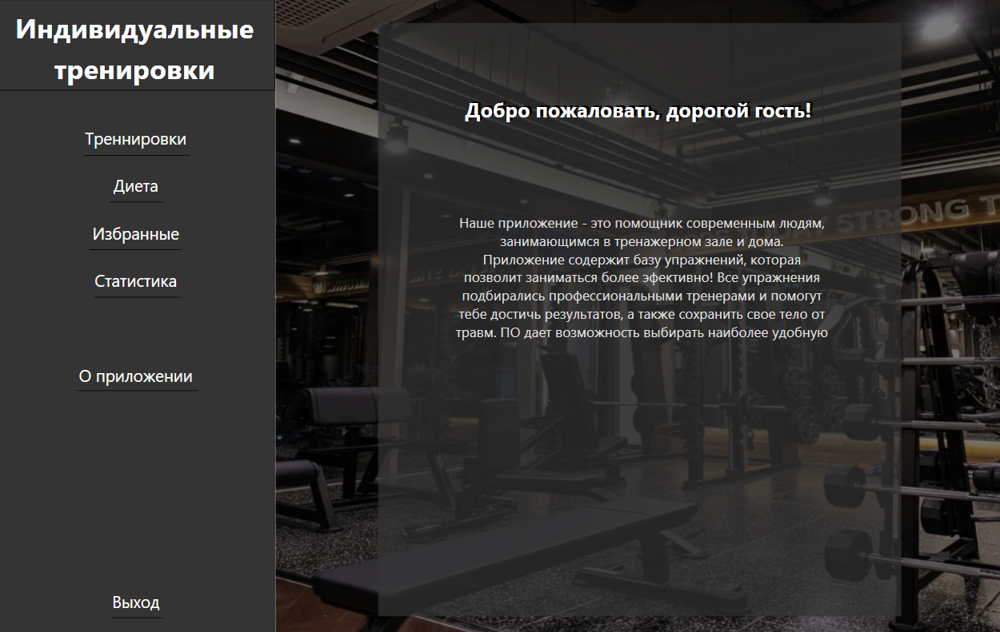 Индивидуальные
тренировки
Треннировки
Диета
Избранные
Статистика
О приложении
Выход
Добро пожаловать, дорогой гость!
Наше приложение - это помощник современным людям,
занимающимся в тренажерном зале и дома.
Приложение содержит базу упражнений, которая
позволит заниматься более эфективно! Все упражнения
подбирались профессиональными тренерами и помогут
тебе достичь результатов, а также сохранить свое тело от
травм. ПО дает возможность выбирать наиболее удобную
STRONG T